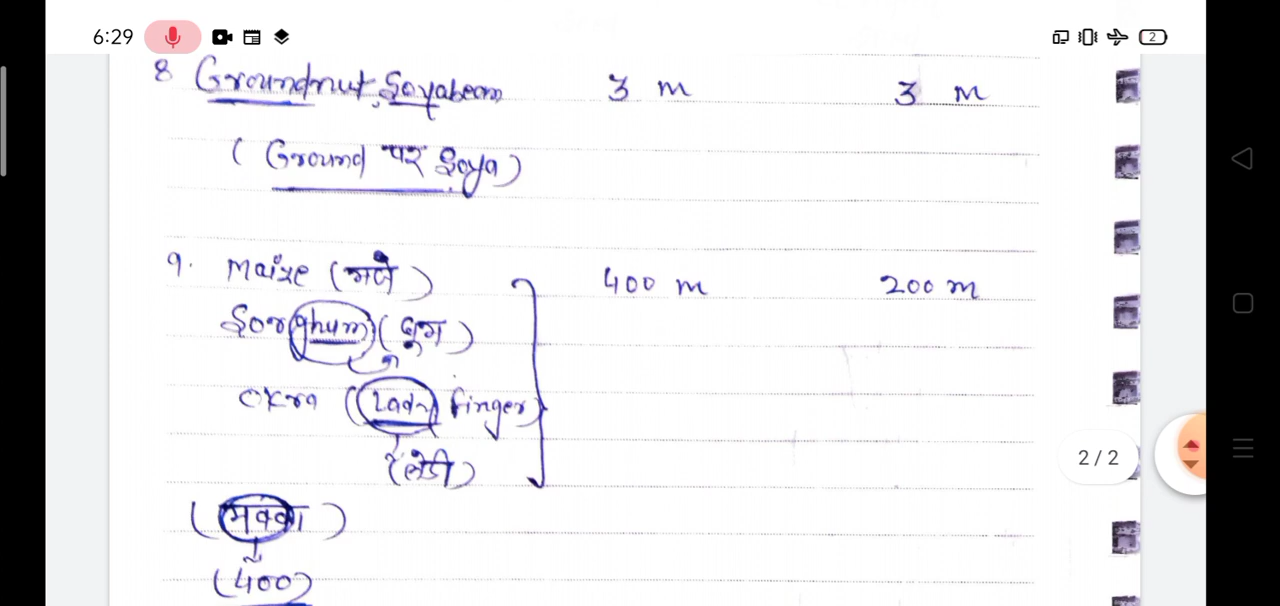 6:29 2
8 Groundnut, Soyabean 3 m 3 m
(Ground पर Soya)
9. Maize ( ) 400 m 200 m
Sorghum (घूम)
okra (Lady finger)
(लेडी)
2/2
(मक्का)
(400)